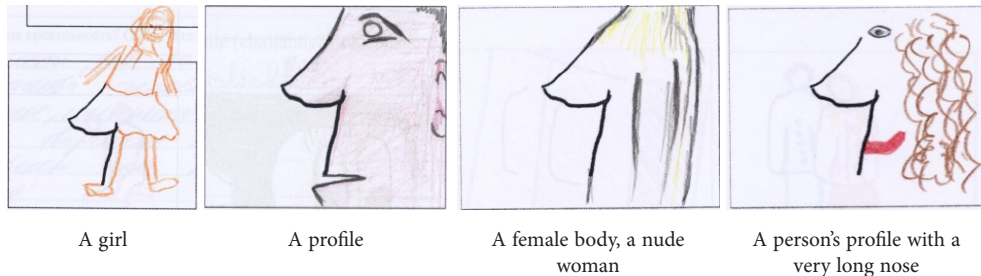 A girl
A profile
A female body, a nude
woman
A person's profile with a
very long nose